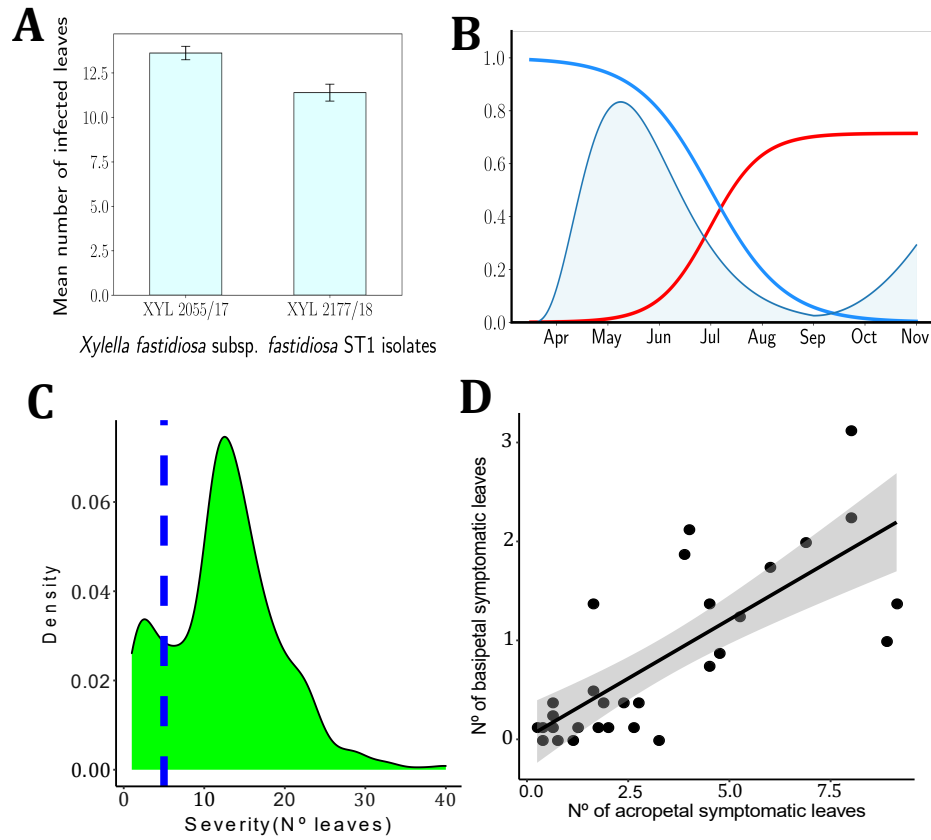 A
Mean number of infected leaves
12.5
10.0
7.5
5.0
2.5
0.0
XYL 2055/17 XYL 2177/18
Xylella fastidiosa subsp. fastidiosa ST1 isolates
B
1.0
0.8
0.6
0.4
0.2
0.0
Apr May Jun Jul Aug Sep Oct Nov
C
Density
0.06
0.04
0.02
0.00
0 10 20 30 40
Severity(Nº leaves)
D
Nº of basipetal symptomatic leaves
3
2
1
0
0.0 2.5 5.0 7.5
Nº of acropetal symptomatic leaves